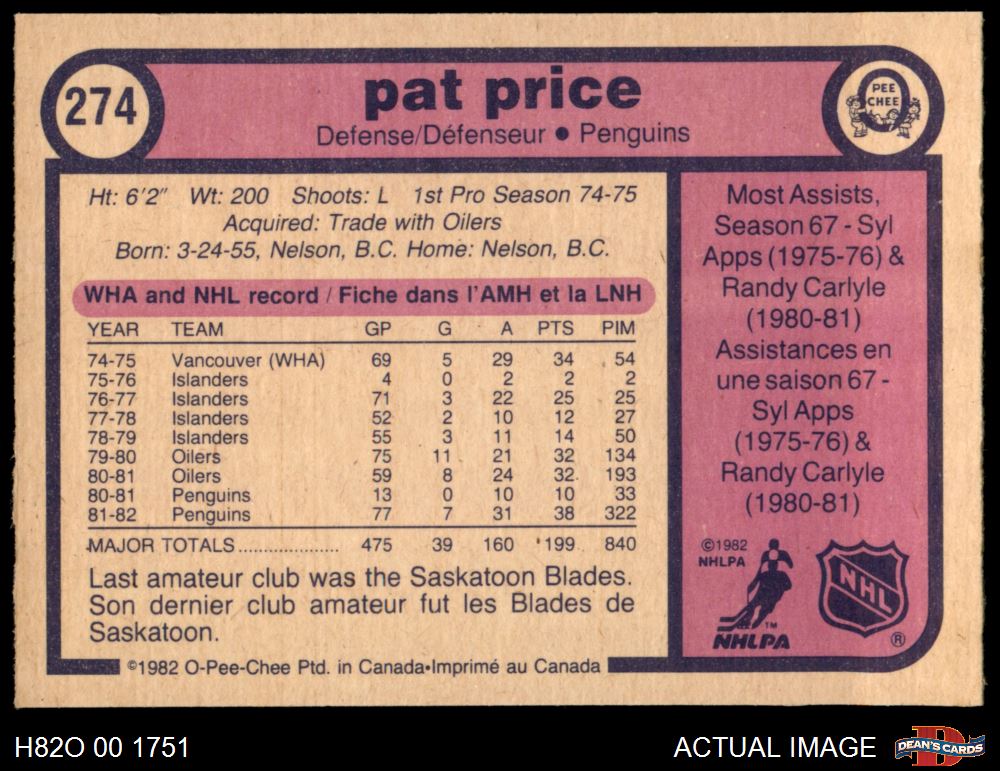 274
pat price
Defense/Défenseur • Penguins
PEE
CHEE
Ht: 6'2" Wt: 200 Shoots: L 1st Pro Season 74-75
Acquired: Trade with Oilers
Born: 3-24-55, Nelson, B.C. Home: Nelson, B.C.
WHA and NHL record / Fiche dans l'AMH et la LNH
YEAR TEAM GP G A PTS PIM
74-75 Vancouver (WHA) 69 5 29 34 54
75-76 Islanders 4 0 2 2 2
76-77 Islanders 71 3 22 25 25
77-78 Islanders 52 2 10 12 27
78-79 Islanders 55 3 11 14 50
79-80 Oilers 75 11 21 32 134
80-81 Oilers 59 8 24 32 193
80-81 Penguins 13 0 10 10 33
81-82 Penguins 77 7 31 38 322
MAJOR TOTALS .................... 475 39 160 199 840
Last amateur club was the Saskatoon Blades.
Son dernier club amateur fut les Blades de
Saskatoon.
Most Assists,
Season 67 - Syl
Apps (1975-76) &
Randy Carlyle
(1980-81)
Assistances en
une saison 67 -
Syl Apps
(1975-76) &
Randy Carlyle
(1980-81)
©1982
NHLPA
TM
NHLPA
NHL
®
©1982 O-Pee-Chee Ptd. in Canada•Imprimé au Canada
H82O 00 1751
ACTUAL IMAGE
DEAN'S CARDS